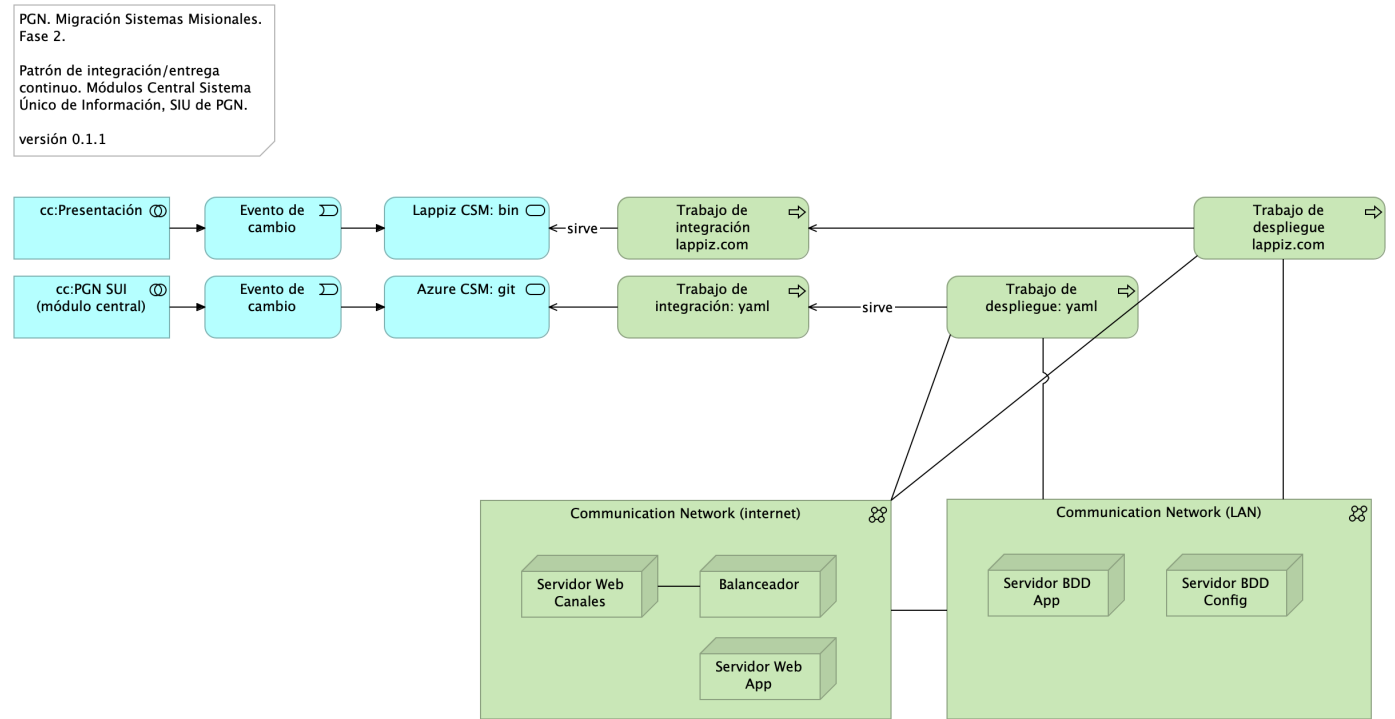 PGN. Migración Sistemas Misionales.
Fase 2.
Patrón de integración/entrega
continuo. Módulos Central Sistema
Único de Información, SIU de PGN.
versión 0.1.1
cc:Presentación
Evento de
cambio
Lappiz CSM: bin
sirve
Trabajo de
integración
lappiz.com
Trabajo de
despliegue
lappiz.com
cc:PGN SUI
(módulo central)
Evento de
cambio
Azure CSM: git
Trabajo de
integración: yaml
sirve
Trabajo de
despliegue: yaml
Communication Network (internet)
Servidor Web
Canales
Balanceador
Servidor Web
App
Communication Network (LAN)
Servidor BDD
App
Servidor BDD
Config